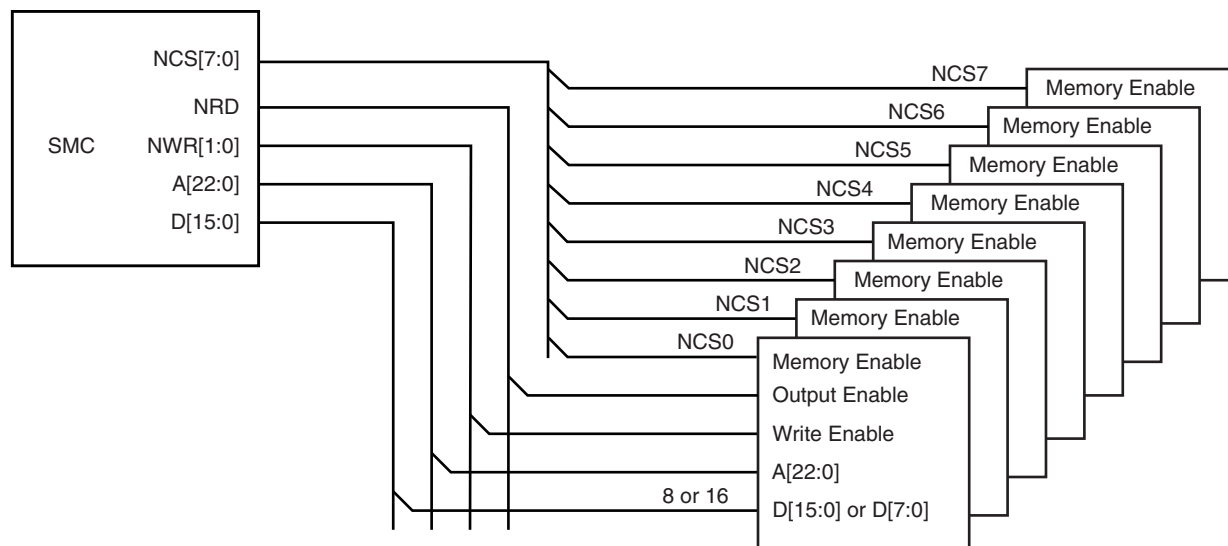 SMC
NCS[7:0]
NRD
NWR[1:0]
A[22:0]
D[15:0]
NCS7
Memory Enable
NCS6
Memory Enable
NCS5
Memory Enable
NCS4
Memory Enable
NCS3
Memory Enable
NCS2
Memory Enable
NCS1
Memory Enable
NCS0
Memory Enable
Output Enable
Write Enable
A[22:0]
8 or 16
D[15:0] or D[7:0]